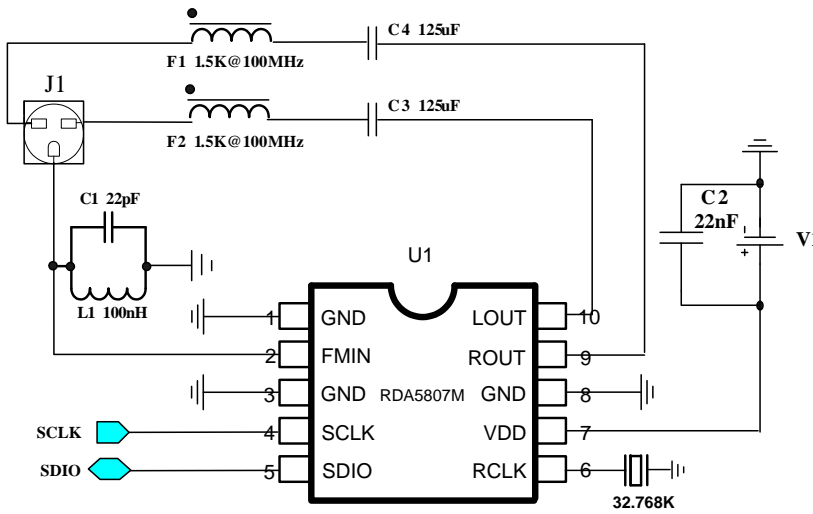 C4 125uF
F1 1.5K@100MHz
J1
C3 125uF
F2 1.5K@100MHz
C1 22pF
C2
22nF
-
+
L1 100nH
U1
1 GND LOUT 10
2 FMIN ROUT 9
3 GND RDA5807M GND 8
SCLK 4 SCLK VDD 7
SDIO 5 SDIO RCLK 6
32.768K